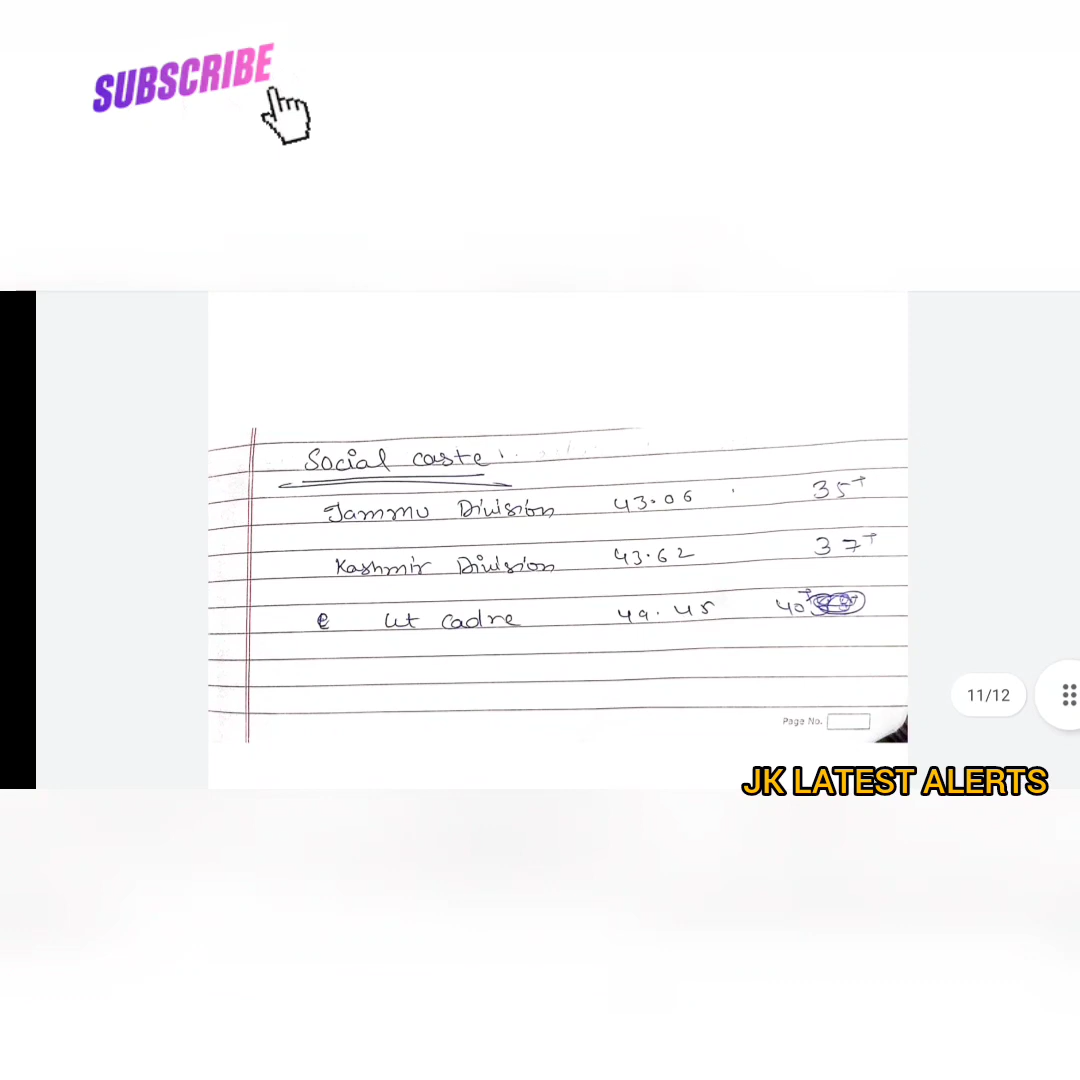 SUBSCRIBE
Social caste
Jammu Division 43.06 35+
Kashmir Division 43.62 37+
e ut cadre 49.45 40+
Page No.
11/12
JK LATEST ALERTS